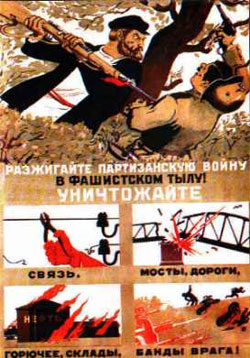 РАЗЖИГАЙТЕ ПАРТИЗАНСКУЮ ВОЙНУ
В ФАШИСТСКОМ ТЫЛУ!
УНИЧТОЖАЙТЕ
СВЯЗЬ,
МОСТЫ, ДОРОГИ,
НЕФТЬ
ГОРЮЧЕЕ, СКЛАДЫ,
БАНДЫ ВРАГА!